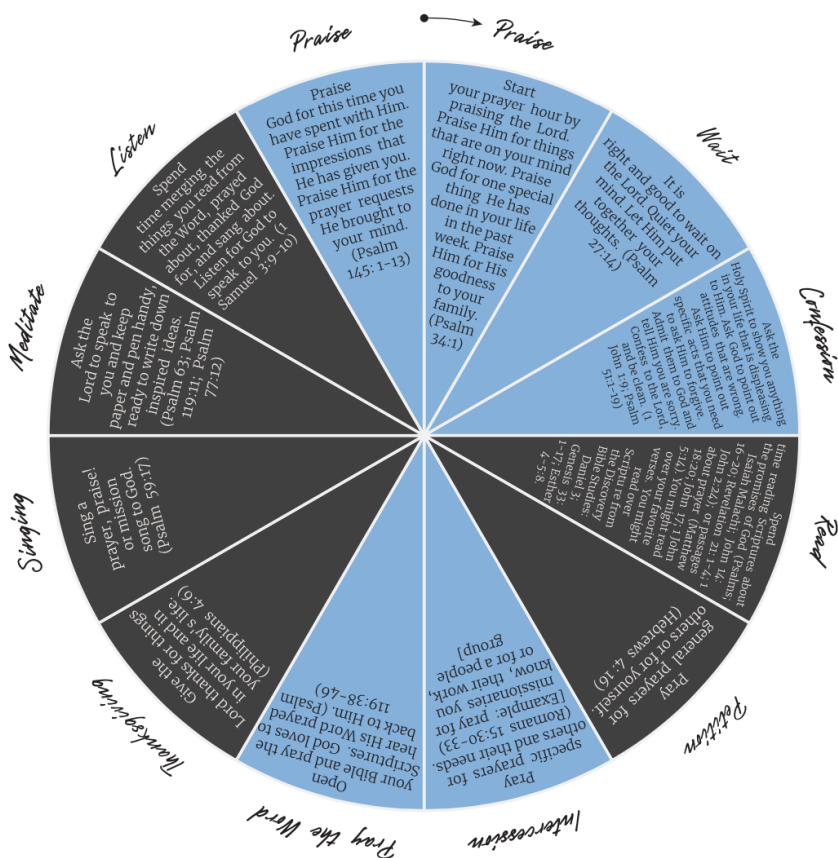 Praise
Start
your prayer hour by
praising the Lord.
Praise Him for things
that are on your mind
right now. Praise
God for one special
thing He has
done in your life
in the past
week. Praise
Him for His
goodness
to your
family.
(Psalm
34:1)
Wait
It is
right and good to wait on
the Lord Quiet your
mind. Let Him put
together your
thoughts. (Psalm
27:14)
Confession
Ask the
Holy Spirit to show you anything
in your life that is displeasing
to Him. Ask God to point out
attitudes that are wrong.
Ask Him to point out
specific acts that you need
to ask Him to forgive.
Admit them to God and
tell Him you are sorry.
Confess to the Lord,
and be clean. (1
John 1:9; Psalm
51:1-19)
Read
Spend
time reading Scriptures about
the promises of God (Psalms;
Isaiah; Malachi; John 14:
16-20; Revelation 21:1-4; 1
John 2:24); or passages
about prayer (Matthew
18:20; John 17; I John
5:14). You might read
over your favorite
verses. You might
read over
Scripture from
the Discovery
Bible Studies:
Daniel 3;
Genesis 33:
1-17; Esther
4-5:8.
Petition
Pray
general prayers for
others or for yourself.
(Hebrews 4:16)
Intercession
Pray
specific prayers for
others and their needs.
(Romans 15:30-33)
[Example: pray for
missionaries you
know, their work,
or for a people
group]
Pray the Word
Open
your Bible and pray the
Scriptures. God loves to
hear His Word prayed
back to Him. (Psalm
119:38-46)
Thanksgiving
Give the
Lord thanks for things
in your life and in
your family's life.
(Philippians 4:6)
Singing
Sing a
prayer, praise!
or mission
song to God.
(Psalm 59:17)
Meditate
Ask the
Lord to speak to
you and keep
paper and pen handy,
ready to write down
inspired ideas.
(Psalm 63; Psalm
119:11; Psalm
77:12)
Listen
Spend
time merging the
things you read from
the Word, prayed
about, thanked God
for, and sang about.
Listen for God to
speak to you. (1
Samuel 3:9-10)
Praise
Praise
God for this time you
have spent with Him.
Praise Him for the
impressions that
He has given you.
Praise Him for the
prayer requests
He brought to
your mind.
(Psalm
145: 1-13)